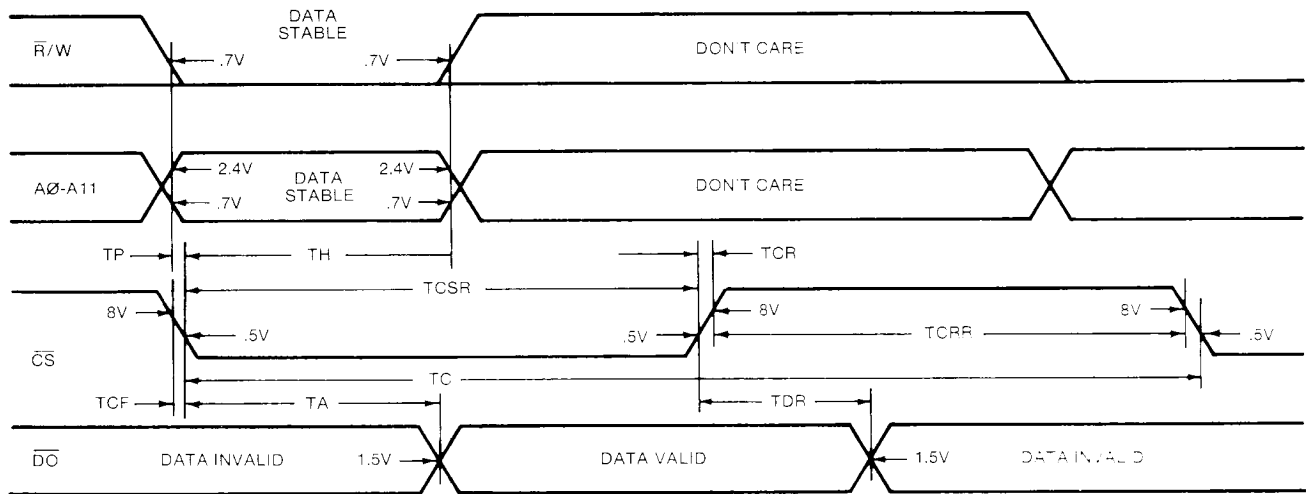 DATA
STABLE
R̅/W
.7V
.7V
DON'T CARE
AØ-A11
2.4V
2.4V
DATA
STABLE
DON'T CARE
.7V
.7V
TP
TH
TCR
TCSR
8V
8V
8V
.5V
.5V
TCRR
.5V
C̅S̅
TC
TCF
TA
TDR
D̅O̅
DATA INVALID
1.5V
DATA VALID
1.5V
DATA INVALID